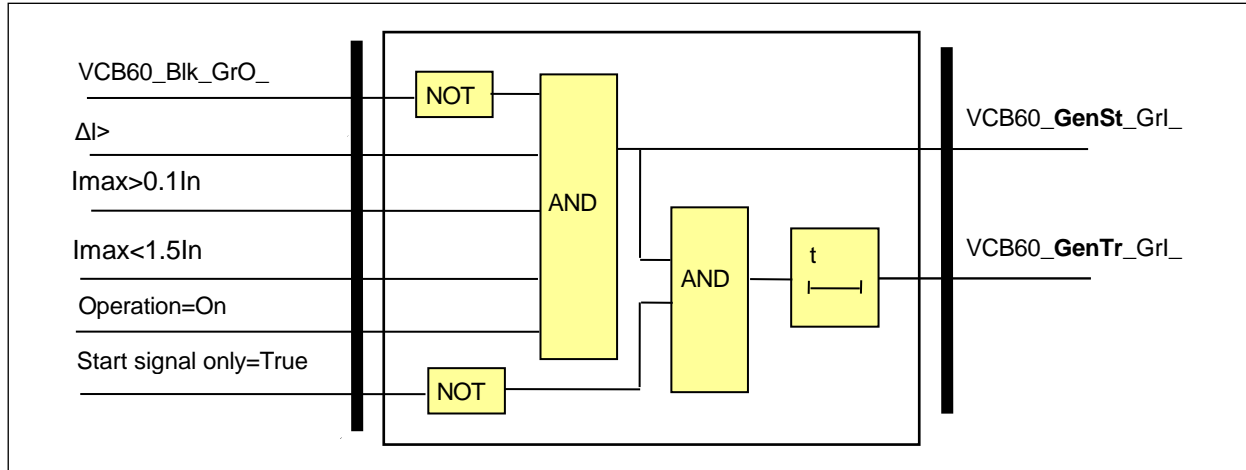 VCB60_Blk_GrO_
NOT
ΔI>
VCB60_GenSt_GrI_
Imax>0.1In
AND
Imax<1.5In
t
VCB60_GenTr_GrI_
AND
Operation=On
Start signal only=True
NOT